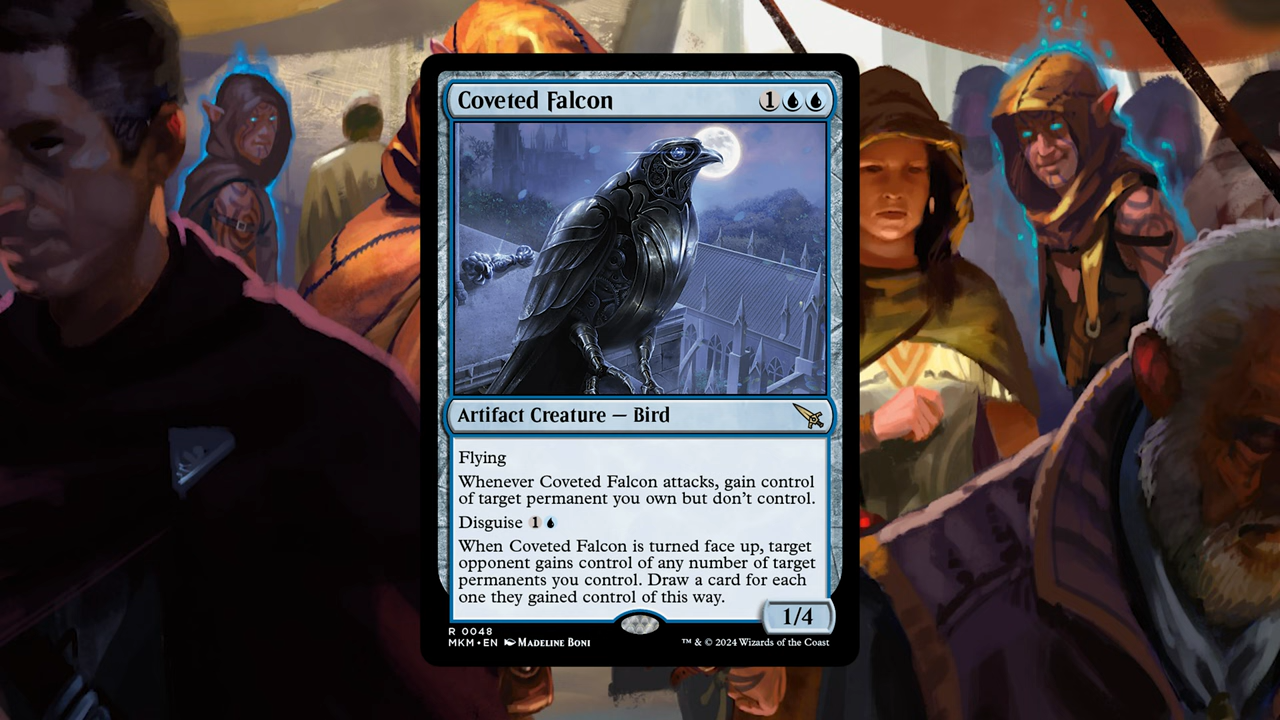 Coveted Falcon 1
Artifact Creature — Bird
Flying
Whenever Coveted Falcon attacks, gain control
of target permanent you own but don't control.
Disguise 1
When Coveted Falcon is turned face up, target
opponent gains control of any number of target
permanents you control. Draw a card for each
one they gained control of this way.
1/4
R 0048
MKM • EN Madeline Boni
™ & © 2024 Wizards of the Coast